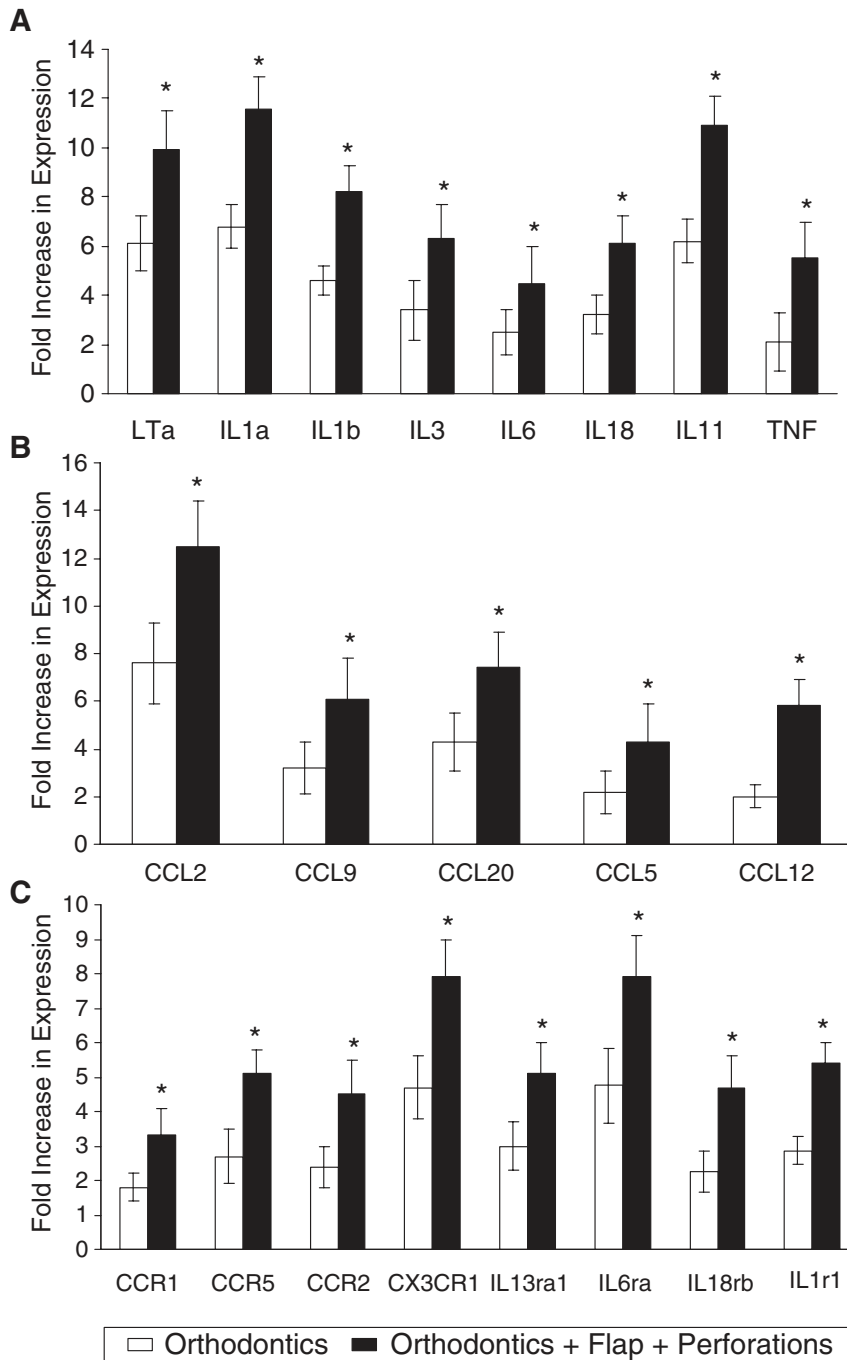 A
Fold Increase in Expression
14
12
10
8
6
4
2
0
* * * * * * * *
LTa IL1a IL1b IL3 IL6 IL18 IL11 TNF
B
Fold Increase in Expression
16
14
12
10
8
6
4
2
0
* * * * *
CCL2 CCL9 CCL20 CCL5 CCL12
C
Fold Increase in Expression
10
9
8
7
6
5
4
3
2
1
0
* * * * * * * *
CCR1 CCR5 CCR2 CX3CR1 IL13ra1 IL6ra IL18rb IL1r1
Orthodontics Orthodontics + Flap + Perforations